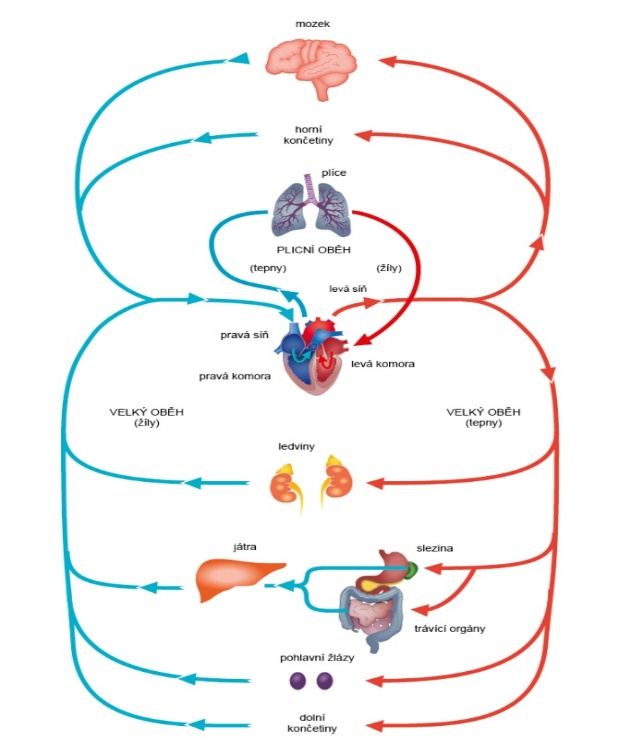 mozek
horní
končetiny
plíce
PLICNÍ OBĚH
(tepny)
(žíly)
levá síň
pravá síň
levá komora
pravá komora
VELKÝ OBĚH
(žíly)
VELKÝ OBĚH
(tepny)
ledviny
játra
slezina
trávící orgány
pohlavní žlázy
dolní
končetiny